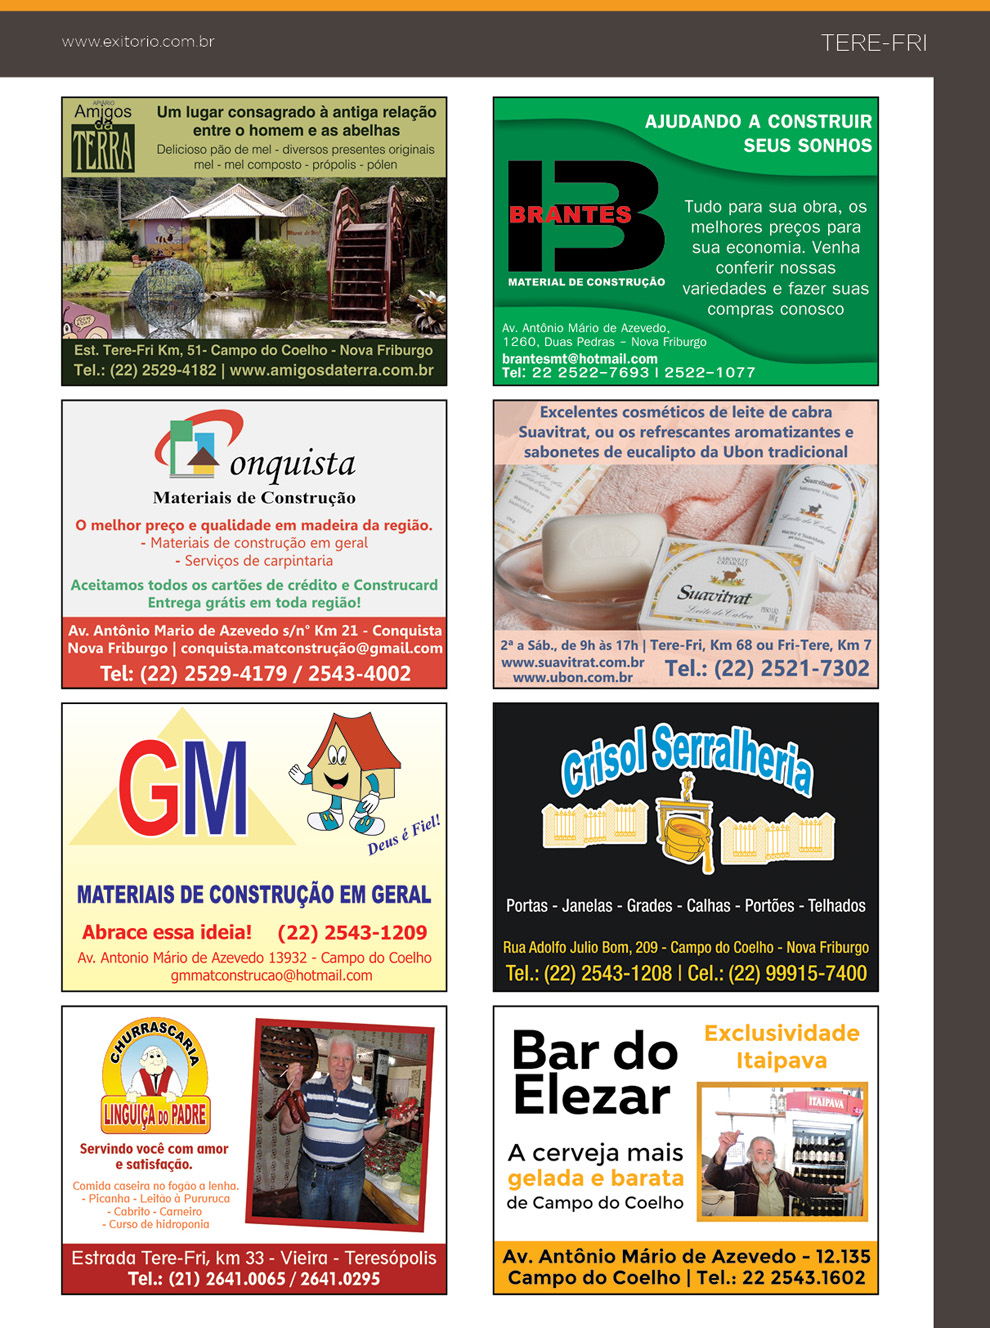 www.exitorio.com.br
TERE-FRI
APIÁRIO
Amigos
da
TERRA
Um lugar consagrado à antiga relação
entre o homem e as abelhas
Delicioso pão de mel - diversos presentes originais
mel - mel composto - própolis - pólen
Est. Tere-Fri Km, 51- Campo do Coelho - Nova Friburgo
Tel.: (22) 2529-4182 | www.amigosdaterra.com.br
AJUDANDO A CONSTRUIR
SEUS SONHOS
B
BRANTES
MATERIAL DE CONSTRUÇÃO
Tudo para sua obra, os
melhores preços para
sua economia. Venha
conferir nossas
variedades e fazer suas
compras conosco
Av. Antônio Mário de Azevedo,
1260, Duas Pedras – Nova Friburgo
brantesmt@hotmail.com
Tel: 22 2522-7693 | 2522-1077
Conquista
Materiais de Construção
O melhor preço e qualidade em madeira da região.
- Materiais de construção em geral
- Serviços de carpintaria
Aceitamos todos os cartões de crédito e Construcard
Entrega grátis em toda região!
Av. Antônio Mario de Azevedo s/n° Km 21 - Conquista
Nova Friburgo | conquista.matconstrução@gmail.com
Tel: (22) 2529-4179 / 2543-4002
Excelentes cosméticos de leite de cabra
Suavitrat, ou os refrescantes aromatizantes e
sabonetes de eucalipto da Ubon tradicional
Suavitrat
Leite de Cabra
SABONETE
CREMOSO
Suavitrat
Leite de Cabra
2ª a Sáb., de 9h às 17h | Tere-Fri, Km 68 ou Fri-Tere, Km 7
www.suavitrat.com.br
www.ubon.com.br
Tel.: (22) 2521-7302
GM
Deus é Fiel!
MATERIAIS DE CONSTRUÇÃO EM GERAL
Abrace essa ideia! (22) 2543-1209
Av. Antonio Mário de Azevedo 13932 - Campo do Coelho
gmmatconstrucao@hotmail.com
Crisol Serralheria
Portas - Janelas - Grades - Calhas - Portões - Telhados
Rua Adolfo Julio Bom, 209 - Campo do Coelho - Nova Friburgo
Tel.: (22) 2543-1208 | Cel.: (22) 99915-7400
CHURRASCARIA
LINGUIÇA DO PADRE
Servindo você com amor
e satisfação.
Comida caseira no fogão a lenha.
- Picanha - Leitão à Pururuca
- Cabrito - Carneiro
- Curso de hidroponia
Estrada Tere-Fri, km 33 - Vieira - Teresópolis
Tel.: (21) 2641.0065 / 2641.0295
Bar do
Elezar
Exclusividade
Itaipava
ITAIPAVA
A cerveja mais
gelada e barata
de Campo do Coelho
Av. Antônio Mário de Azevedo - 12.135
Campo do Coelho | Tel.: 22 2543.1602